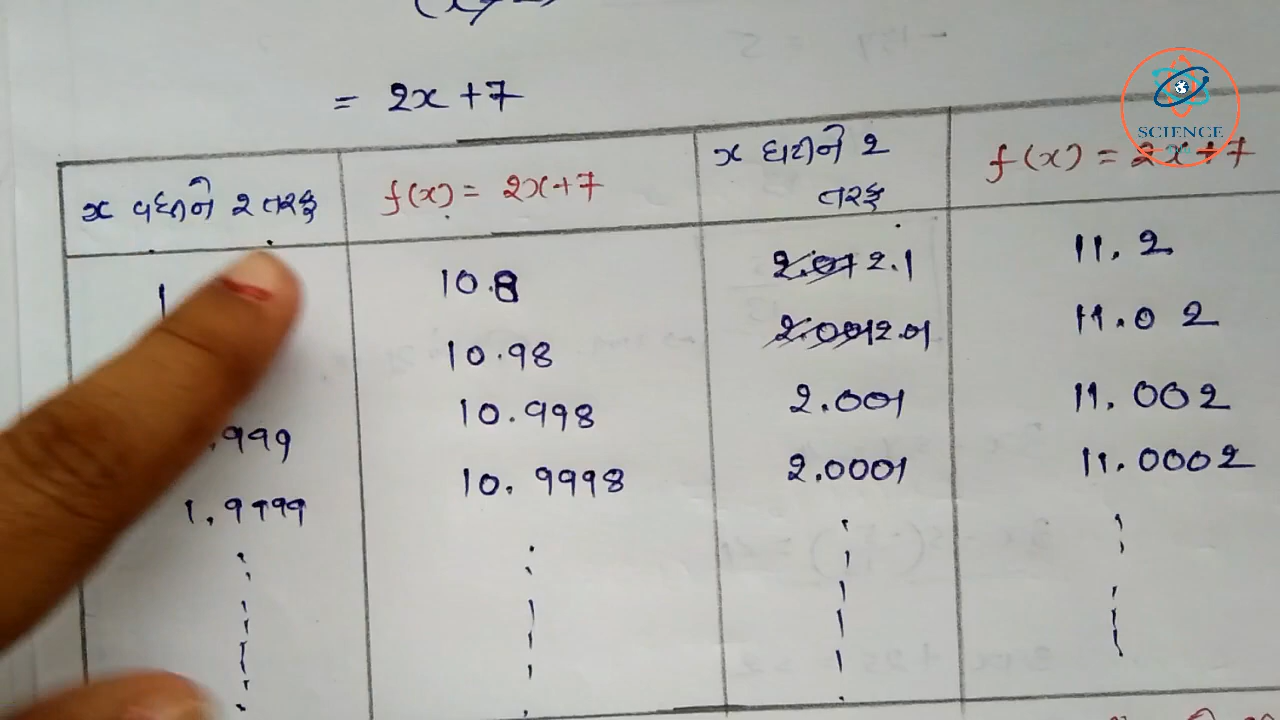 = 2x + 7
x વધીને 2 તરફ
f(x) = 2x+7
x ઘટીને 2
તરફ
f(x) = 2x+7
SCIENCE
10.8
2.1
11.2
10.98
2.01
11.02
.999
10.998
2.001
11.002
1.9999
10.9998
2.0001
11.0002